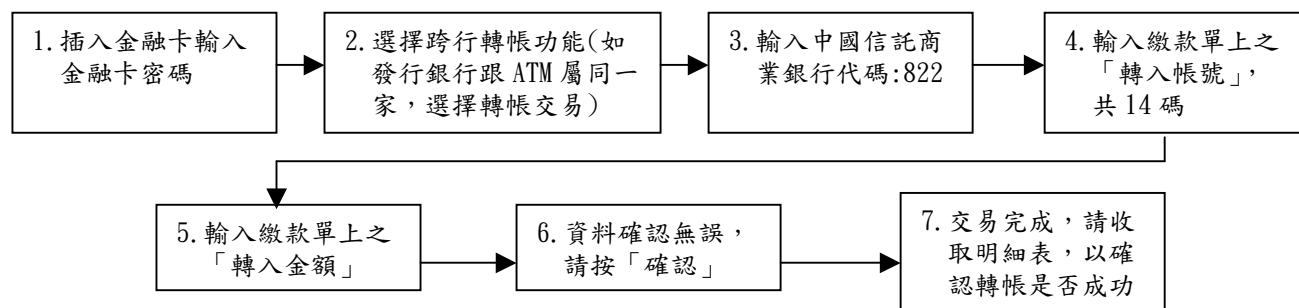 1.插入金融卡輸入
金融卡密碼
2.選擇跨行轉帳功能(如
發行銀行跟 ATM 屬同一
家，選擇轉帳交易)
3.輸入中國信託商
業銀行代碼:822
4.輸入繳款單上之
「轉入帳號」，
共 14 碼
5.輸入繳款單上之
「轉入金額」
6.資料確認無誤，
請按「確認」
7.交易完成，請收
取明細表，以確
認轉帳是否成功